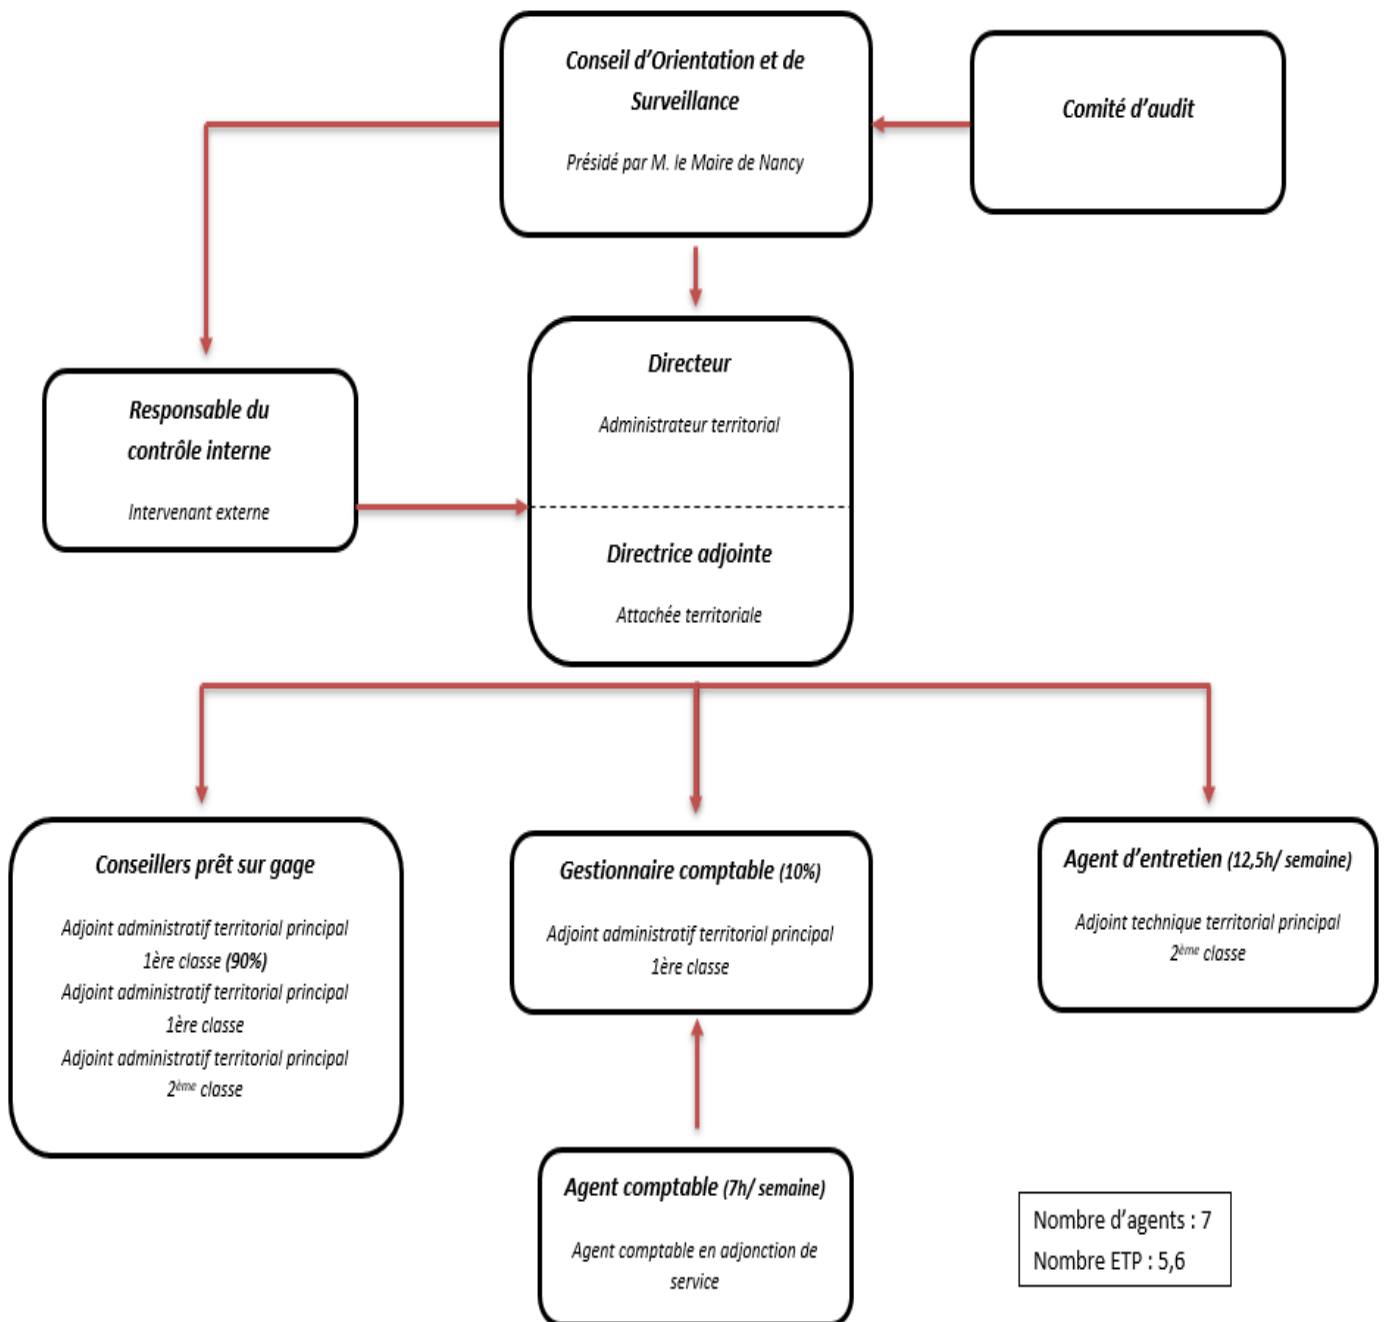 Conseil d’Orientation et de
Surveillance
Présidé par M. le Maire de Nancy
Comité d’audit
Responsable du
contrôle interne
Intervenant externe
Directeur
Administrateur territorial
Directrice adjointe
Attachée territoriale
Conseillers prêt sur gage
Adjoint administratif territorial principal
1ère classe (90%)
Adjoint administratif territorial principal
1ère classe
Adjoint administratif territorial principal
2ème classe
Gestionnaire comptable (10%)
Adjoint administratif territorial principal
1ère classe
Agent d’entretien (12,5h/ semaine)
Adjoint technique territorial principal
2ème classe
Agent comptable (7h/ semaine)
Agent comptable en adjonction de
service
Nombre d’agents : 7
Nombre ETP : 5,6